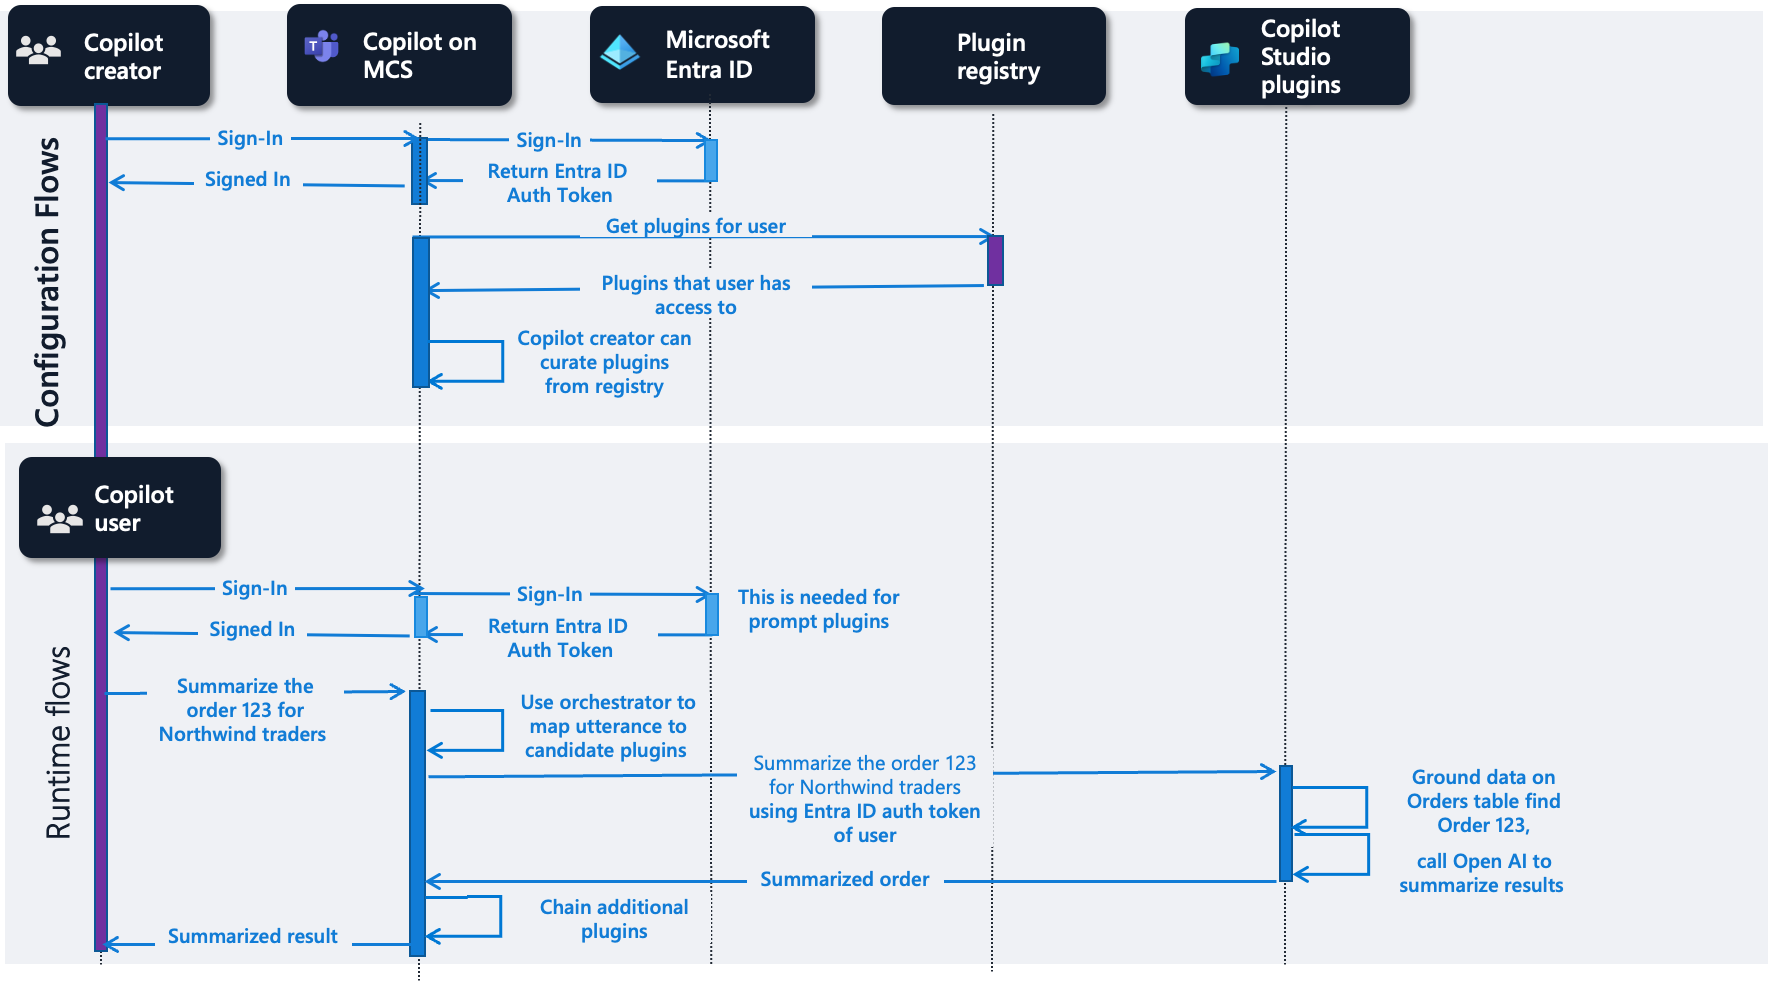 Copilot
creator
Copilot on
MCS
Microsoft
Entra ID
Plugin
registry
Copilot
Studio
plugins
Configuration Flows
Sign-In
Sign-In
Signed In
Return Entra ID
Auth Token
Get plugins for user
Plugins that user has
access to
Copilot creator can
curate plugins
from registry
Copilot
user
Runtime flows
Sign-In
Sign-In
This is needed for
prompt plugins
Signed In
Return Entra ID
Auth Token
Summarize the
order 123 for
Northwind traders
Use orchestrator to
map utterance to
candidate plugins
Summarize the order 123
for Northwind traders
using Entra ID auth token
of user
Ground data on
Orders table find
Order 123,
call Open AI to
summarize results
Summarized order
Chain additional
plugins
Summarized result